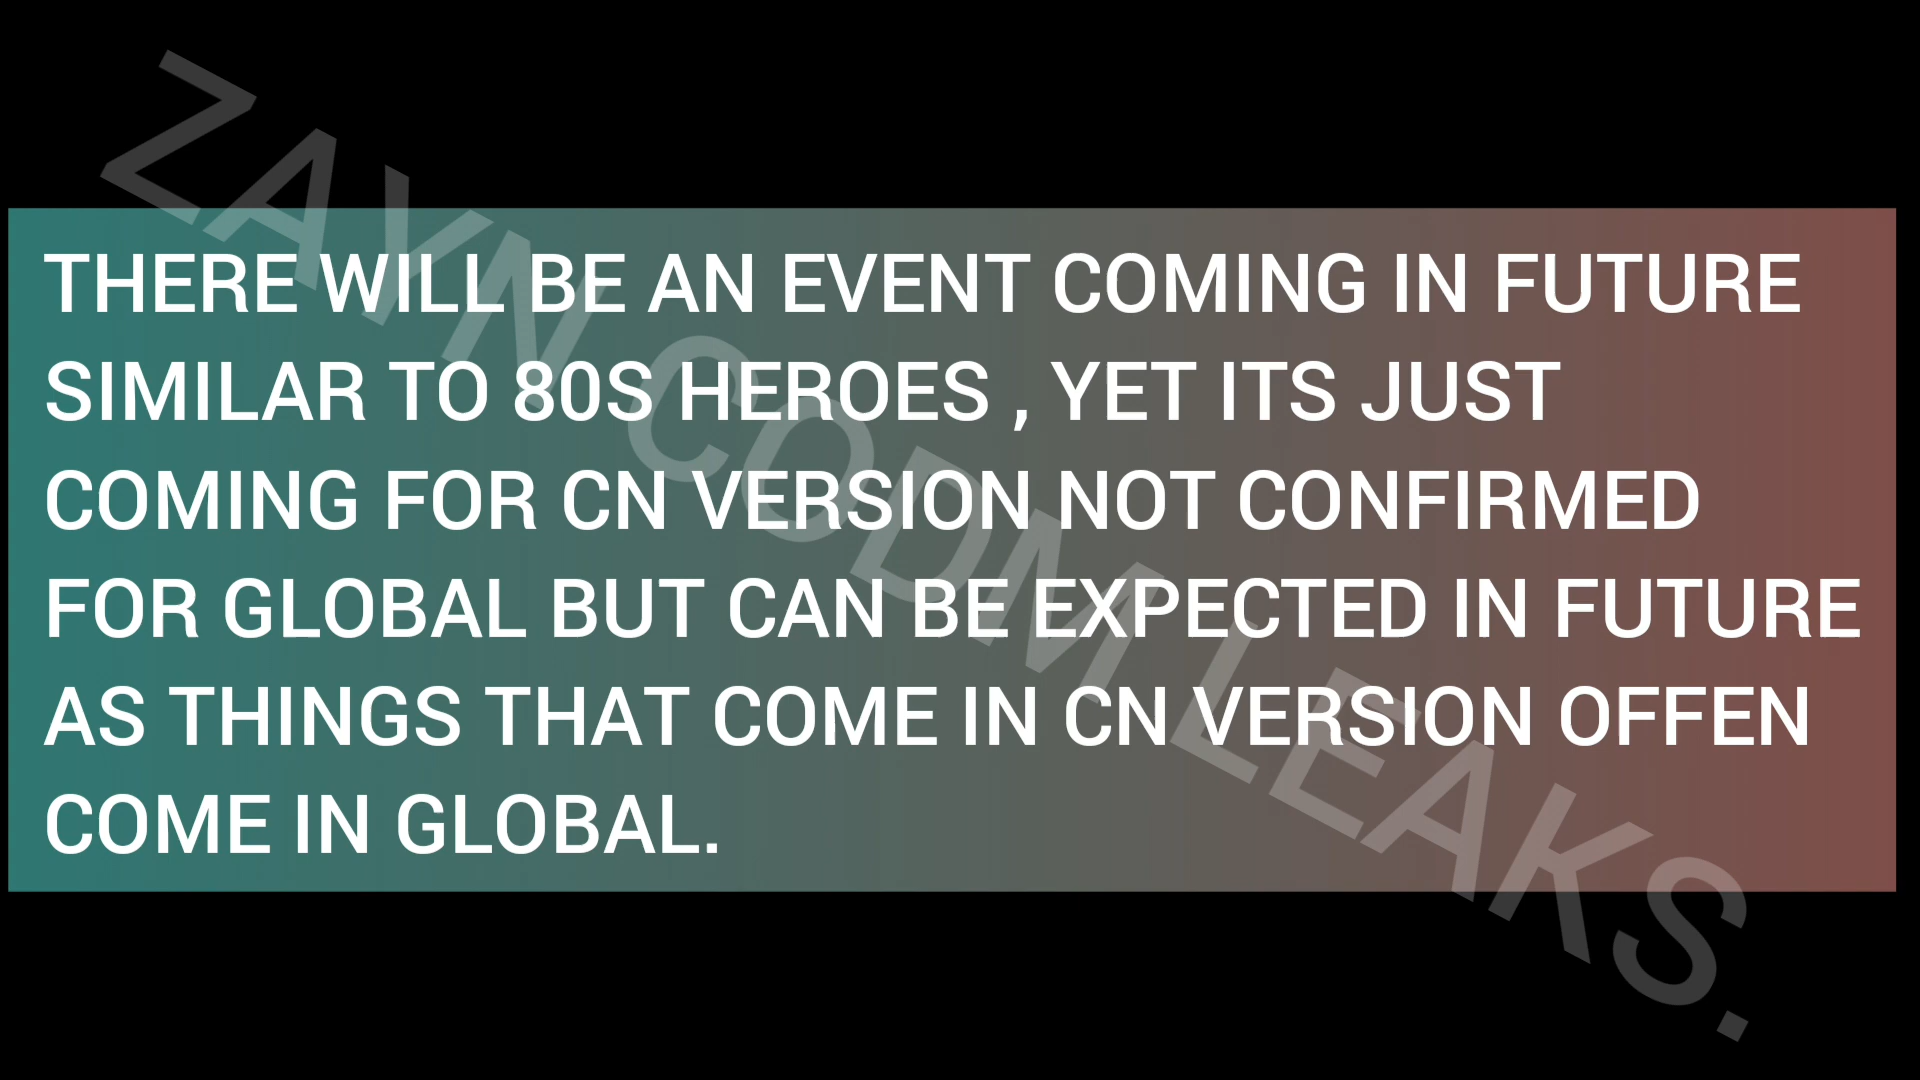 THERE WILL BE AN EVENT COMING IN FUTURE
SIMILAR TO 80S HEROES , YET ITS JUST
COMING FOR CN VERSION NOT CONFIRMED
FOR GLOBAL BUT CAN BE EXPECTED IN FUTURE
AS THINGS THAT COME IN CN VERSION OFFEN
COME IN GLOBAL.
ZAYN CODM LEAKS.